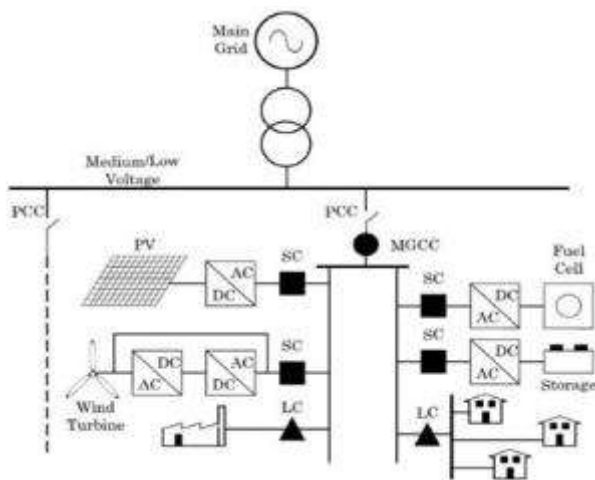 Main
Grid
Medium/Low
Voltage
PCC
PCC
PV
AC
DC
SC
MGCC
SC
DC
AC
Fuel
Cell
DC
AC
AC
DC
SC
SC
DC
AC
Storage
Wind
Turbine
LC
LC